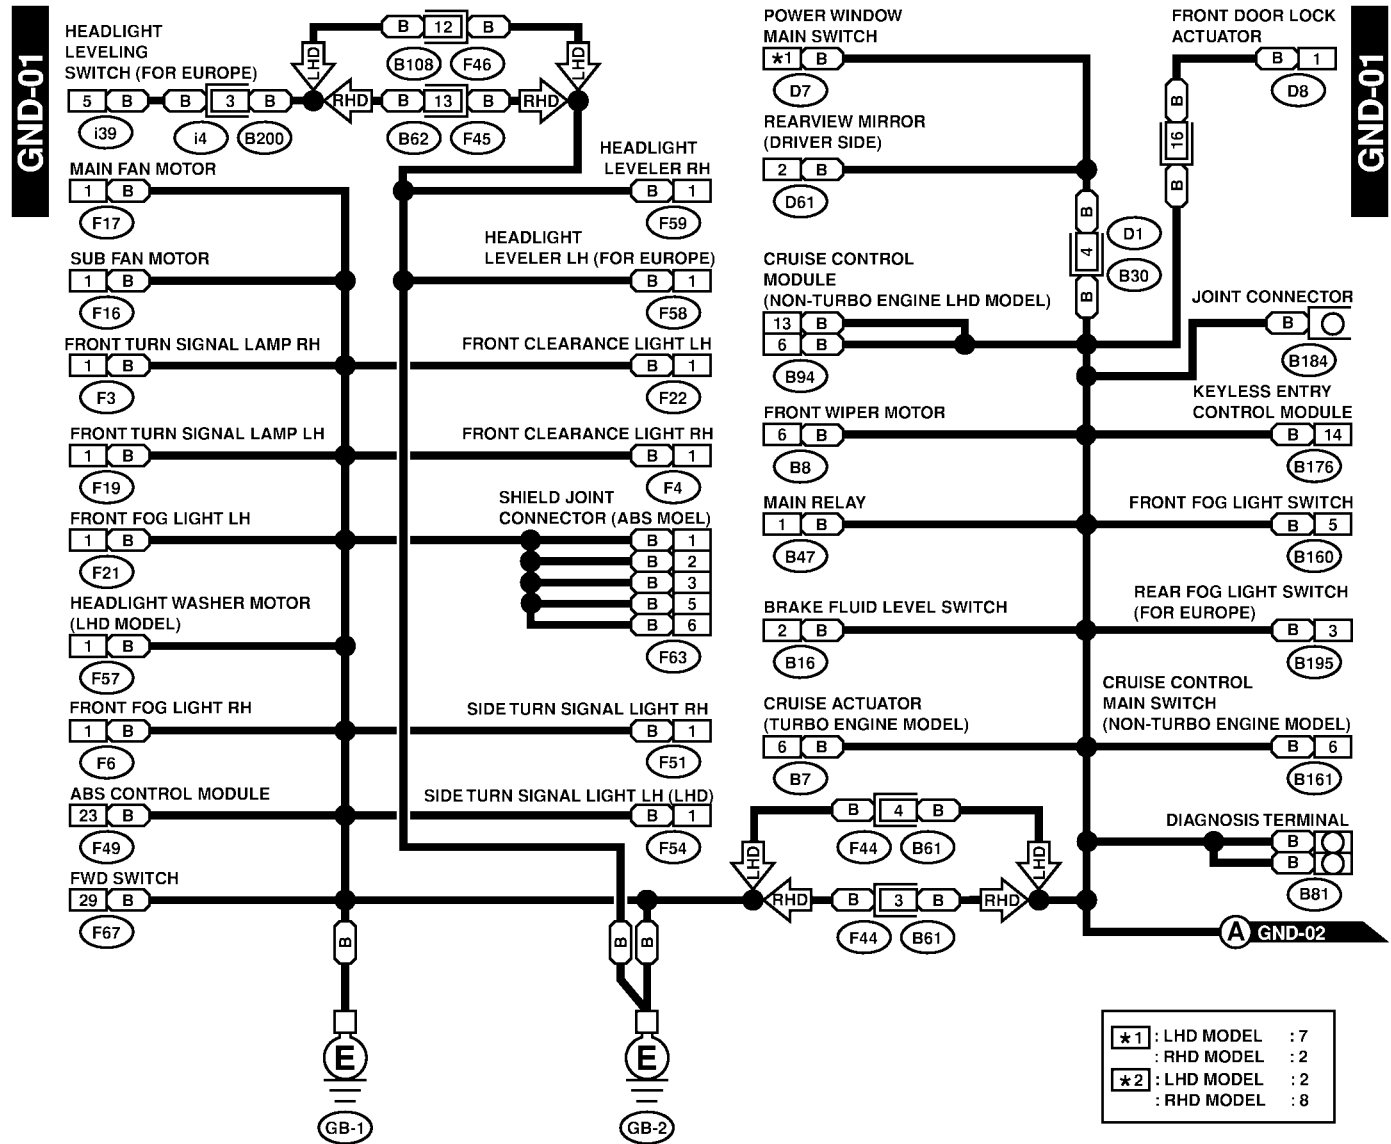 GND-01
HEADLIGHT
LEVELING
SWITCH (FOR EUROPE)
5 B B 3 B
i39 i4 B200
LHD B 12 B LHD
B108 F46
RHD B 13 B RHD
B62 F45
MAIN FAN MOTOR
1 B
F17
HEADLIGHT
LEVELER RH
B 1
F59
SUB FAN MOTOR
1 B
F16
HEADLIGHT
LEVELER LH (FOR EUROPE)
B 1
F58
FRONT TURN SIGNAL LAMP RH
1 B
F3
FRONT CLEARANCE LIGHT LH
B 1
F22
FRONT TURN SIGNAL LAMP LH
1 B
F19
FRONT CLEARANCE LIGHT RH
B 1
F4
FRONT FOG LIGHT LH
1 B
F21
SHIELD JOINT
CONNECTOR (ABS MOEL)
B 1
B 2
B 3
B 5
B 6
F63
HEADLIGHT WASHER MOTOR
(LHD MODEL)
1 B
F57
FRONT FOG LIGHT RH
1 B
F6
SIDE TURN SIGNAL LIGHT RH
B 1
F51
ABS CONTROL MODULE
23 B
F49
SIDE TURN SIGNAL LIGHT LH (LHD)
B 1
F54
FWD SWITCH
29 B
F67
B
B B
E
GB-1
E
GB-2
POWER WINDOW
MAIN SWITCH
*1 B
D7
FRONT DOOR LOCK
ACTUATOR
B 1
D8
GND-01
B 16 B
REARVIEW MIRROR
(DRIVER SIDE)
2 B
D61
B 4 B
D1
B30
CRUISE CONTROL
MODULE
(NON-TURBO ENGINE LHD MODEL)
13 B
6 B
B94
JOINT CONNECTOR
B
B184
FRONT WIPER MOTOR
6 B
B8
KEYLESS ENTRY
CONTROL MODULE
B 14
B176
MAIN RELAY
1 B
B47
FRONT FOG LIGHT SWITCH
B 5
B160
BRAKE FLUID LEVEL SWITCH
2 B
B16
REAR FOG LIGHT SWITCH
(FOR EUROPE)
B 3
B195
CRUISE ACTUATOR
(TURBO ENGINE MODEL)
6 B
B7
CRUISE CONTROL
MAIN SWITCH
(NON-TURBO ENGINE MODEL)
B 6
B161
LHD B 4 B LHD
F44 B61
RHD B 3 B RHD
F44 B61
DIAGNOSIS TERMINAL
B
B
B81
A GND-02
*1 : LHD MODEL : 7
: RHD MODEL : 2
*2 : LHD MODEL : 2
: RHD MODEL : 8